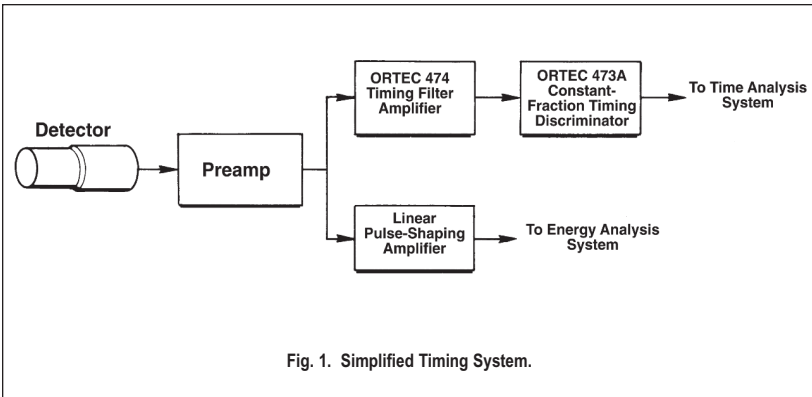 Detector
Preamp
ORTEC 474
Timing Filter
Amplifier
ORTEC 473A
Constant-
Fraction Timing
Discriminator
To Time Analysis
System
Linear
Pulse-Shaping
Amplifier
To Energy Analysis
System
Fig. 1. Simplified Timing System.